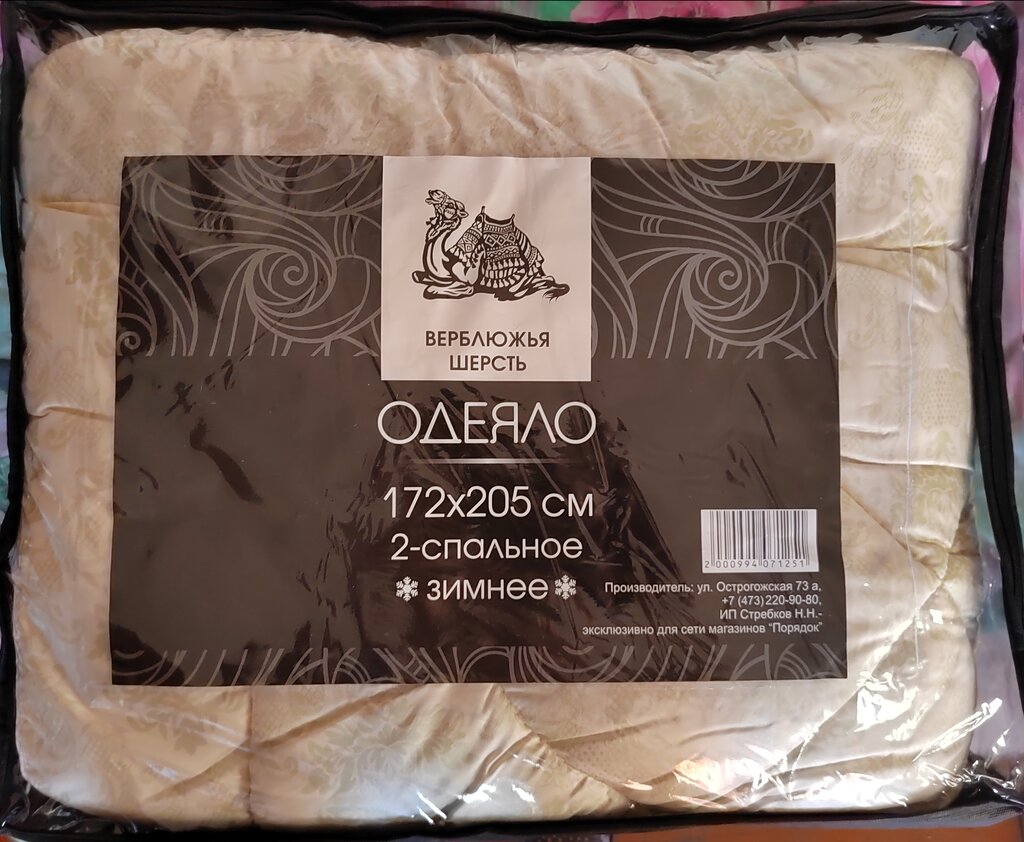 ВЕРБЛЮЖЬЯ
ШЕРСТЬ
ОДЕЯЛО
172х205 см
2-спальное
зимнее
2 000994 071251
Производитель: ул. Острогожская 73 а,
+7 (473) 220-90-80,
ИП Стребков Н.Н.-
эксклюзивно для сети магазинов "Порядок"